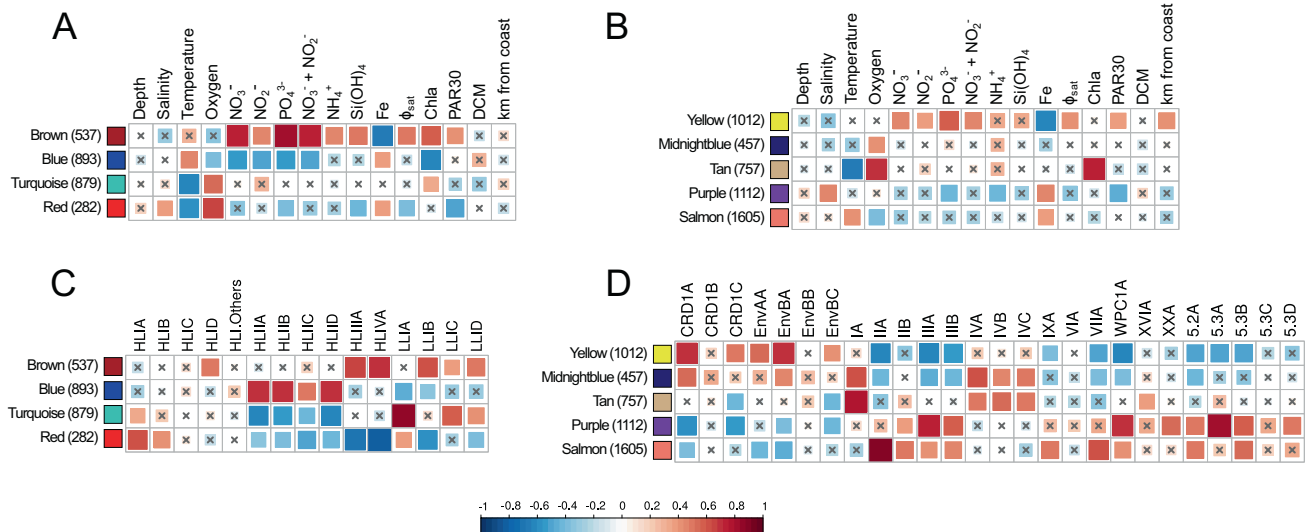 A
Depth
Salinity
Temperature
Oxygen
NO₃⁻
NO₂⁻
PO₄³⁻
NO₃⁻ + NO₂⁻
NH₄⁺
Si(OH)₄
Fe
ϕsat
Chla
PAR30
DCM
km from coast
Brown (537)
Blue (893)
Turquoise (879)
Red (282)
B
Depth
Salinity
Temperature
Oxygen
NO₃⁻
NO₂⁻
PO₄³⁻
NO₃⁻ + NO₂⁻
NH₄⁺
Si(OH)₄
Fe
ϕsat
Chla
PAR30
DCM
km from coast
Yellow (1012)
Midnightblue (457)
Tan (757)
Purple (1112)
Salmon (1605)
C
HLIA
HLIB
HLIC
HLID
HLI.Others
HLIIA
HLIIB
HLIIC
HLIID
HLIIIA
HLIVA
LLIA
LLIB
LLIC
LLID
Brown (537)
Blue (893)
Turquoise (879)
Red (282)
D
CRD1A
CRD1B
CRD1C
EnvAA
EnvBA
EnvBB
EnvBC
IA
IIA
IIB
IIIA
IIIB
IVA
IVB
IVC
IXA
VIA
VIIA
WPC1A
XVIA
XXA
5.2A
5.3A
5.3B
5.3C
5.3D
Yellow (1012)
Midnightblue (457)
Tan (757)
Purple (1112)
Salmon (1605)
-1 -0.8 -0.6 -0.4 -0.2 0 0.2 0.4 0.6 0.8 1